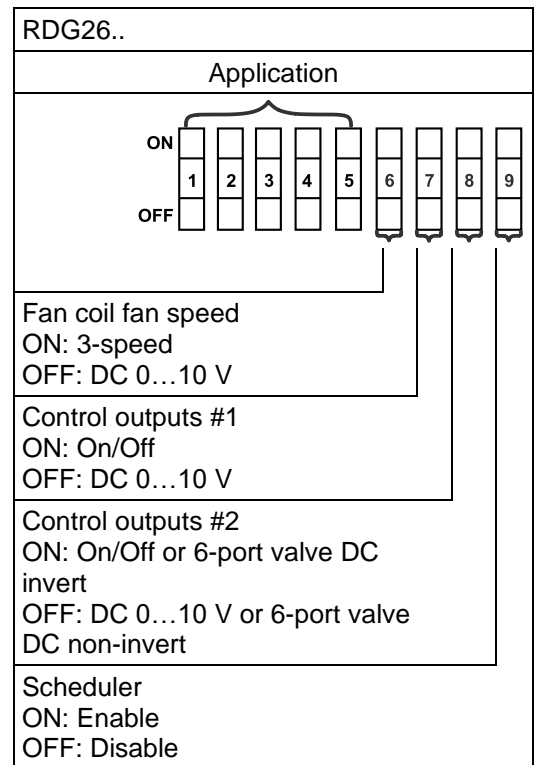 RDG26..
Application
ON
1 2 3 4 5 6 7 8 9
OFF
Fan coil fan speed
ON: 3-speed
OFF: DC 0…10 V
Control outputs #1
ON: On/Off
OFF: DC 0…10 V
Control outputs #2
ON: On/Off or 6-port valve DC
invert
OFF: DC 0…10 V or 6-port valve
DC non-invert
Scheduler
ON: Enable
OFF: Disable